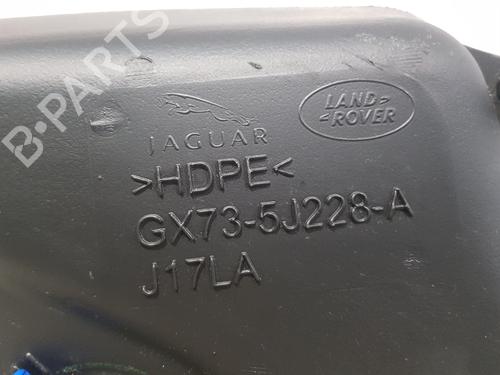 B-PARTS
JAGUAR
LAND
ROVER
>HDPE<
GX73-5J228-A
J17LA